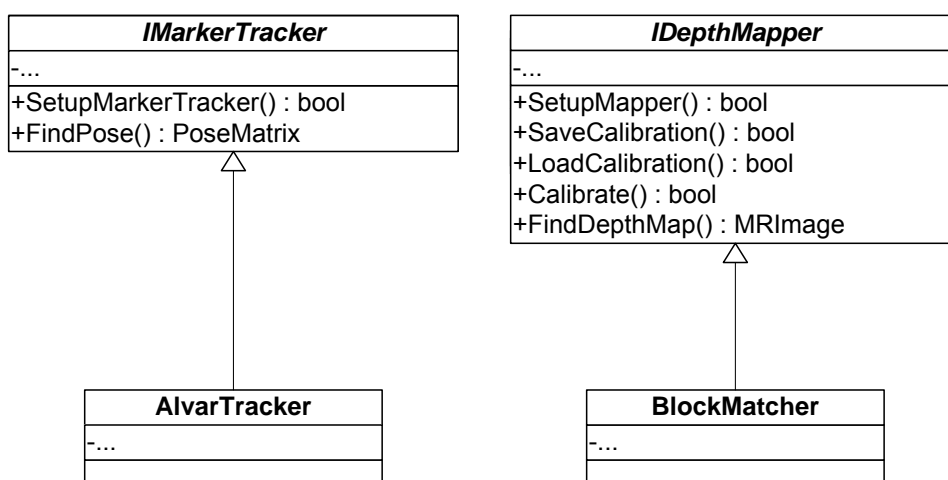 IMarkerTracker
-...
+SetupMarkerTracker() : bool
+FindPose() : PoseMatrix
IDepthMapper
-...
+SetupMapper() : bool
+SaveCalibration() : bool
+LoadCalibration() : bool
+Calibrate() : bool
+FindDepthMap() : MRImage
AlvarTracker
-...
BlockMatcher
-...